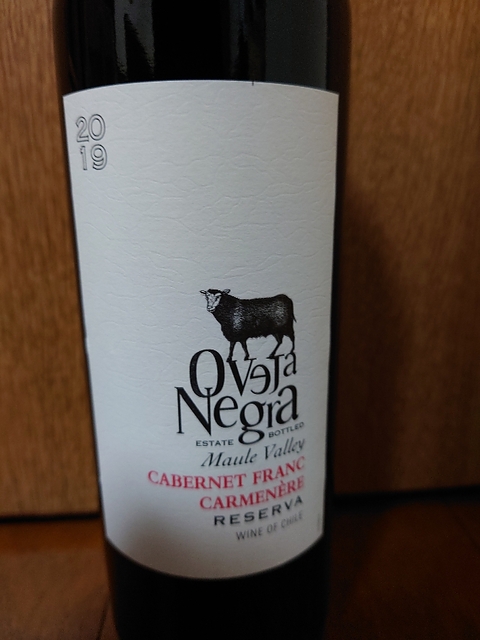 20
19
Oveja
Negra
ESTATE BOTTLED
Maule Valley
CABERNET FRANC
CARMENÈRE
RESERVA
WINE OF CHILE